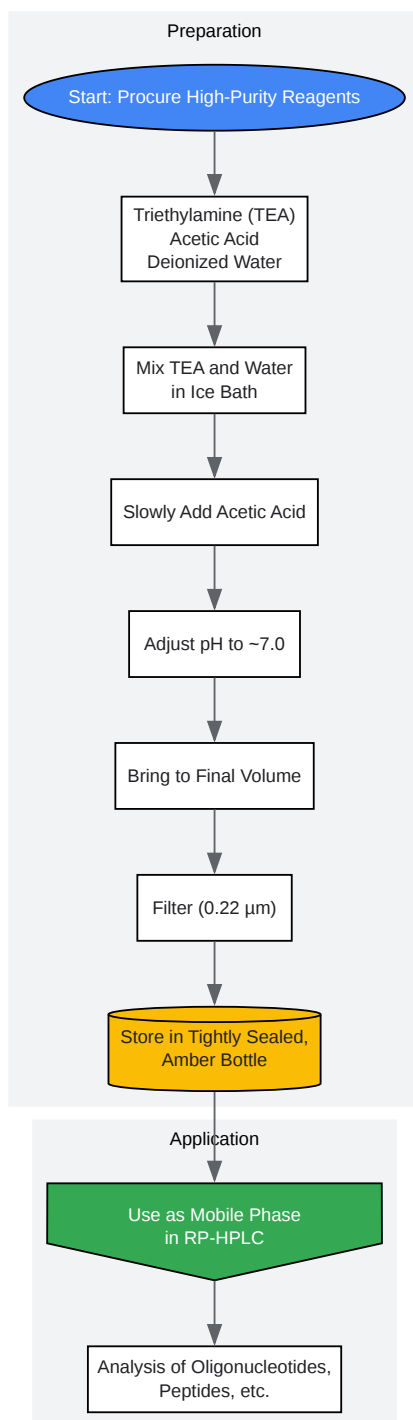 Preparation
Start: Procure High-Purity Reagents
Triethylamine (TEA)
Acetic Acid
Deionized Water
Mix TEA and Water
in Ice Bath
Slowly Add Acetic Acid
Adjust pH to ~7.0
Bring to Final Volume
Filter (0.22 µm)
Store in Tightly Sealed,
Amber Bottle
Application
Use as Mobile Phase
in RP-HPLC
Analysis of Oligonucleotides,
Peptides, etc.